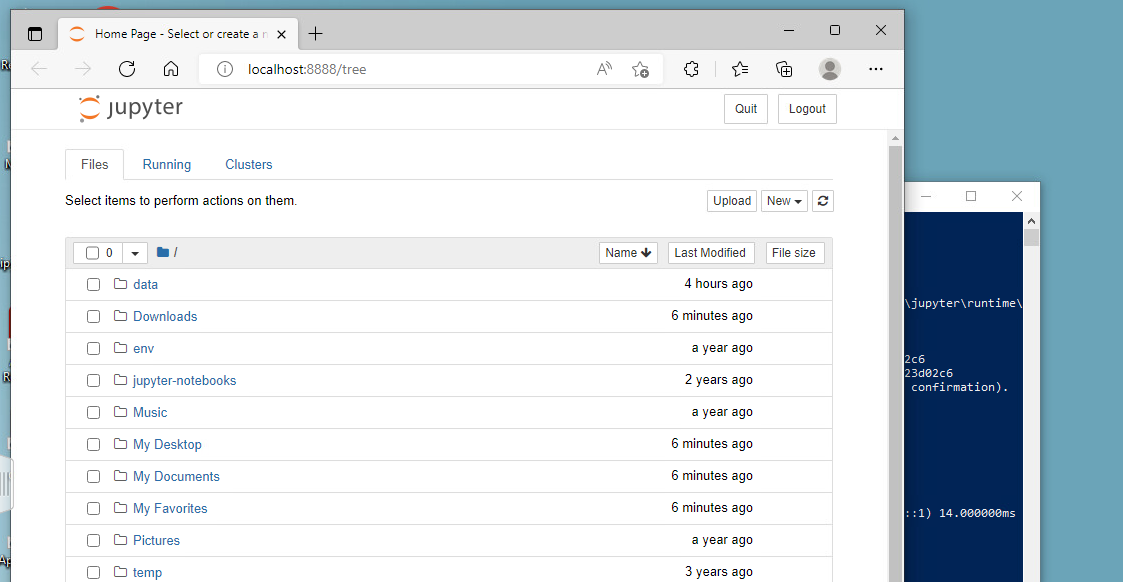 Home Page - Select or create a n
localhost:8888/tree
jupyter
Quit
Logout
Files
Running
Clusters
Select items to perform actions on them.
Upload
New
0
/
Name
Last Modified
File size
data
4 hours ago
Downloads
6 minutes ago
env
a year ago
jupyter-notebooks
2 years ago
Music
a year ago
My Desktop
6 minutes ago
My Documents
6 minutes ago
My Favorites
6 minutes ago
Pictures
a year ago
temp
3 years ago
\jupyter\runtime\
2c6
23d02c6
confirmation).
::1) 14.000000ms